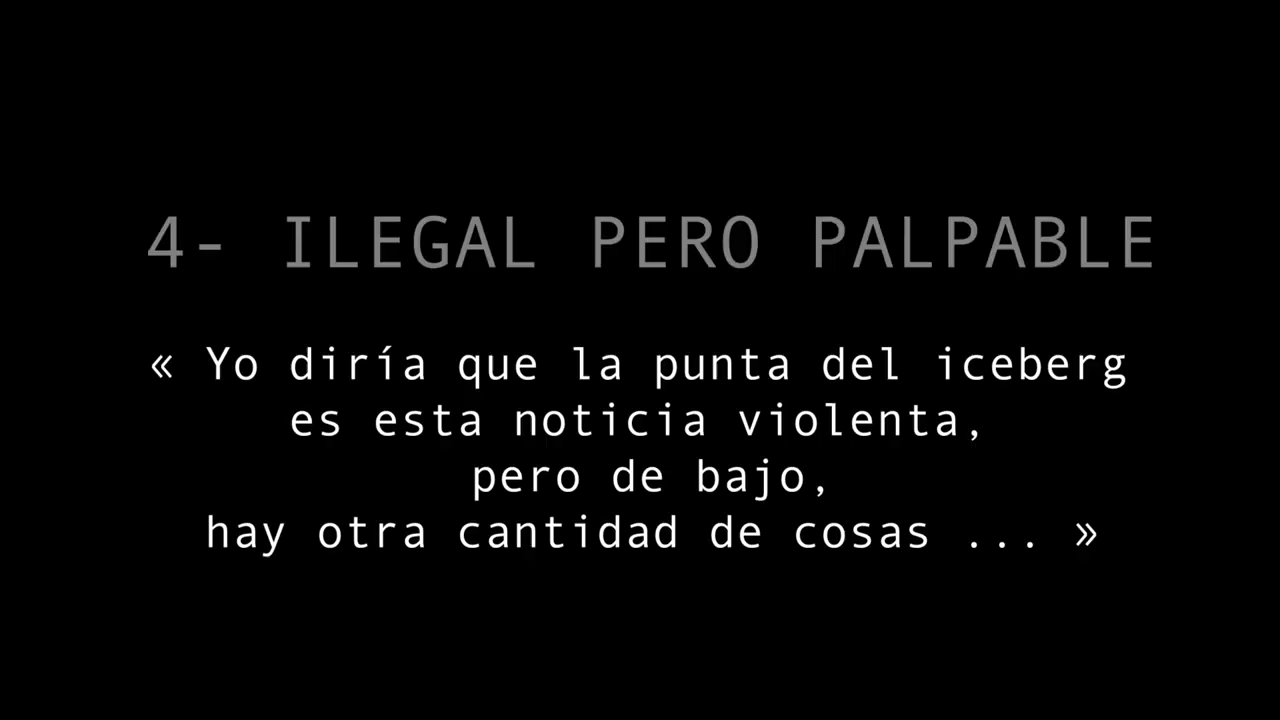 4- ILEGAL PERO PALPABLE
« Yo diría que la punta del iceberg
es esta noticia violenta,
pero de bajo,
hay otra cantidad de cosas ... »